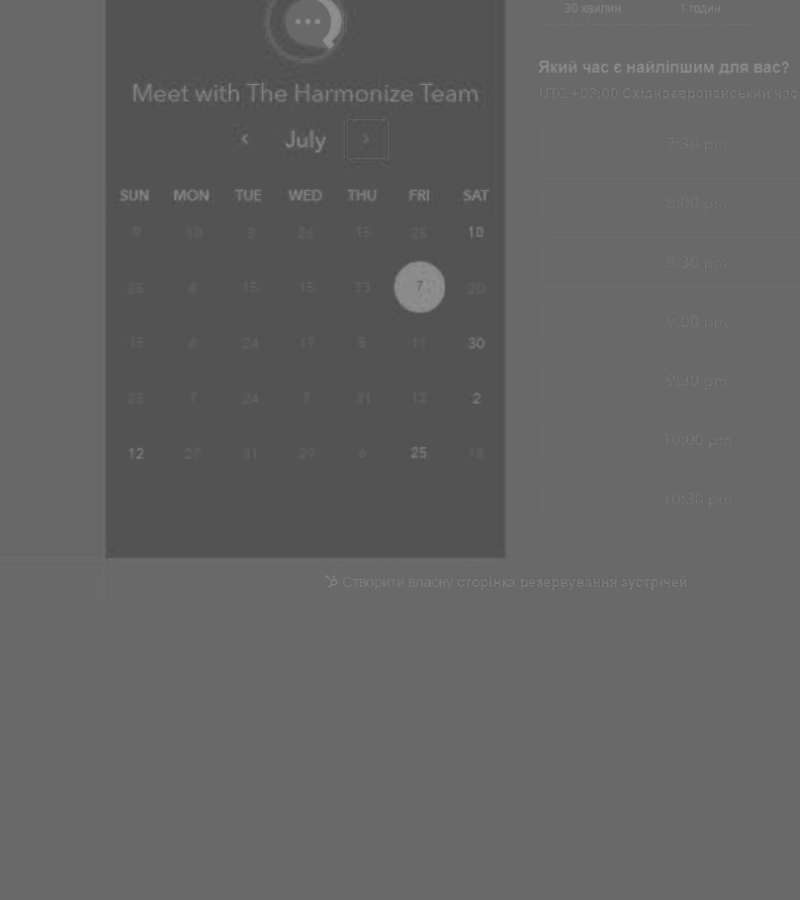 30 хвилин 1 годин
Meet with The Harmonize Team
‹ July ›
Який час є найліпшим для вас?
UTC +02:00 Східноєвропейський час
SUN MON TUE WED THU FRI SAT
9 10 3 26 15 28 10
26 4 15 15 13 7 20
15 4 24 17 5 11 30
26 7 24 7 31 12 2
12 27 31 29 6 25 18
7:30 pm
8:00 pm
8:30 pm
9:00 pm
9:30 pm
10:00 pm
10:30 pm
Створити власну сторінка резервування зустрічей